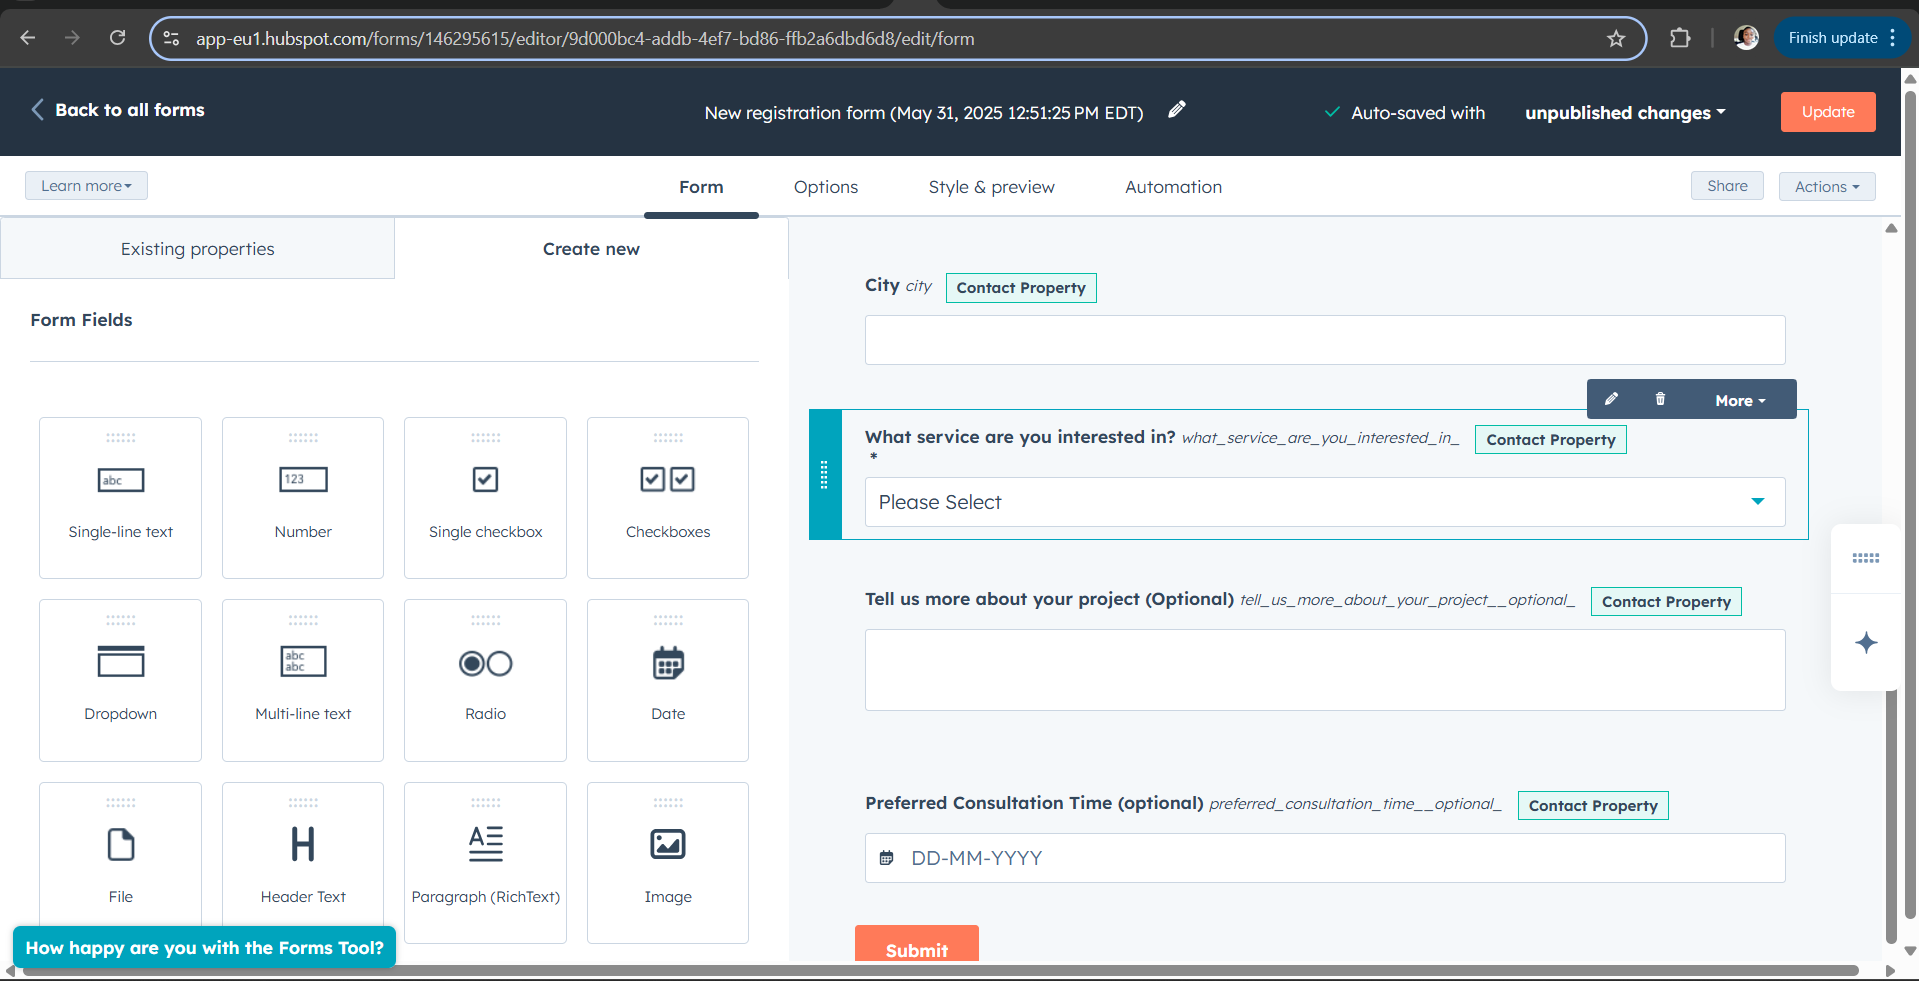 app-eu1.hubspot.com/forms/146295615/editor/9d000bc4-addb-4ef7-bd86-ffb2a6dbd6d8/edit/form
Finish update
Back to all forms
New registration form (May 31, 2025 12:51:25 PM EDT)
Auto-saved with
unpublished changes
Update
Learn more
Form
Options
Style & preview
Automation
Share
Actions
Existing properties
Create new
Form Fields
abc
123
Single-line text
Number
Single checkbox
Checkboxes
abc
abc
Dropdown
Multi-line text
Radio
Date
H
A
File
Header Text
Paragraph (RichText)
Image
How happy are you with the Forms Tool?
City city Contact Property
More
What service are you interested in? what_service_are_you_interested_in_ Contact Property
*
Please Select
Tell us more about your project (Optional) tell_us_more_about_your_project__optional_ Contact Property
Preferred Consultation Time (optional) preferred_consultation_time__optional_ Contact Property
DD-MM-YYYY
Submit